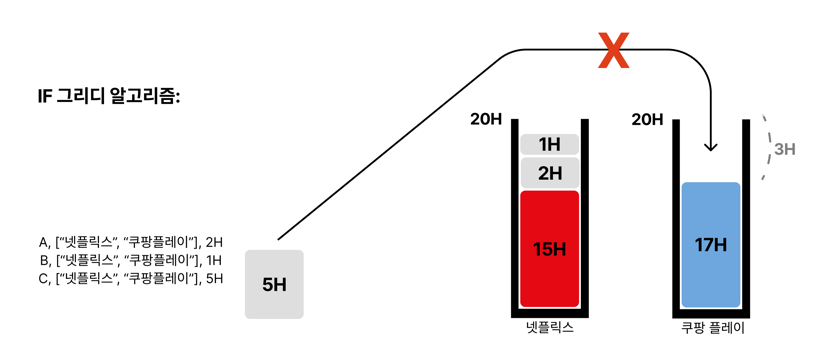 IF 그리디 알고리즘:
X
20H
20H
1H
2H
3H
15H
17H
A, [“넷플릭스”, “쿠팡플레이”], 2H
B, [“넷플릭스”, “쿠팡플레이”], 1H
C, [“넷플릭스”, “쿠팡플레이”], 5H
5H
넷플릭스
쿠팡 플레이